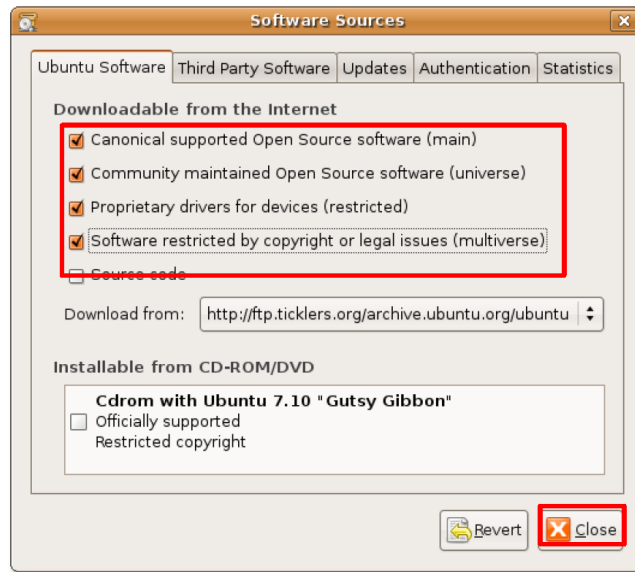 Software Sources
Ubuntu Software Third Party Software Updates Authentication Statistics
Downloadable from the Internet
Canonical supported Open Source software (main)
Community maintained Open Source software (universe)
Proprietary drivers for devices (restricted)
Software restricted by copyright or legal issues (multiverse)
Source code
Download from: http://ftp.ticklers.org/archive.ubuntu.org/ubuntu
Installable from CD-ROM/DVD
Cdrom with Ubuntu 7.10 "Gutsy Gibbon"
Officially supported
Restricted copyright
Revert Close